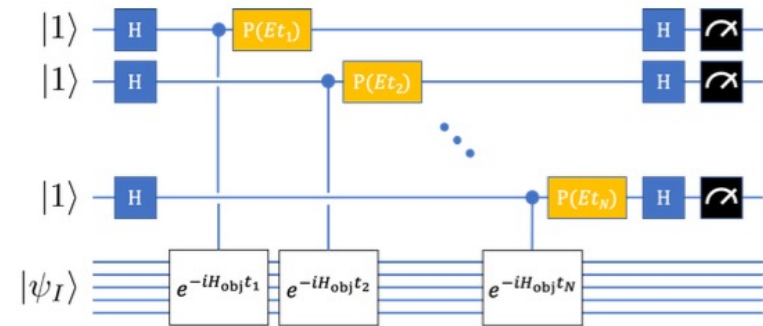 |1⟩ H P(Et₁) H
|1⟩ H P(Et₂) H
|1⟩ H P(Et_N) H
|ψ_I⟩ e^{-iH_obj t₁} e^{-iH_obj t₂} e^{-iH_obj t_N}